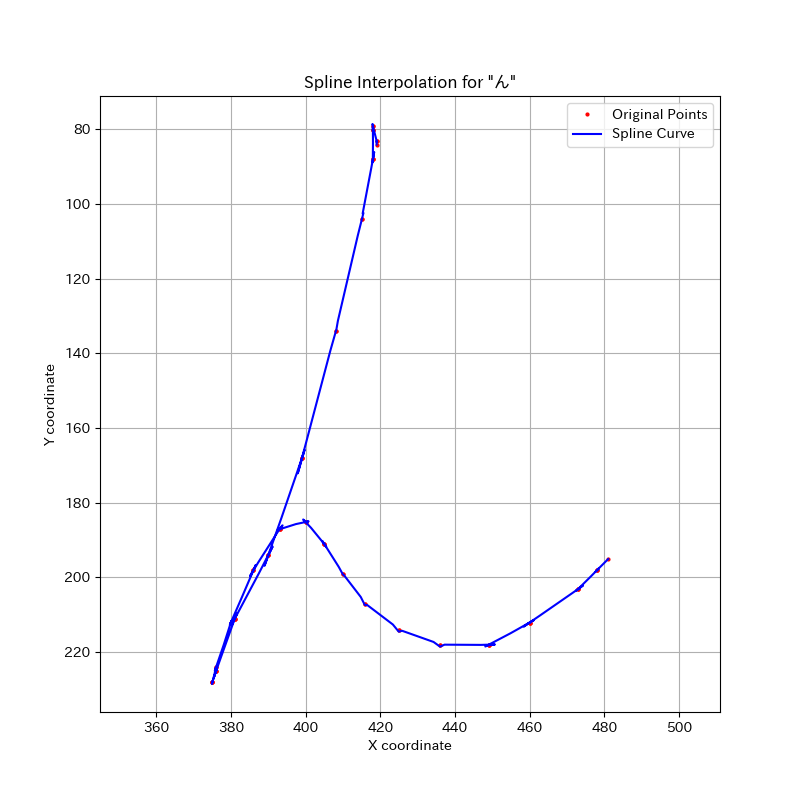 Spline Interpolation for "ん"
Original Points
Spline Curve
80
100
120
140
160
180
200
220
Y coordinate
360 380 400 420 440 460 480 500
X coordinate